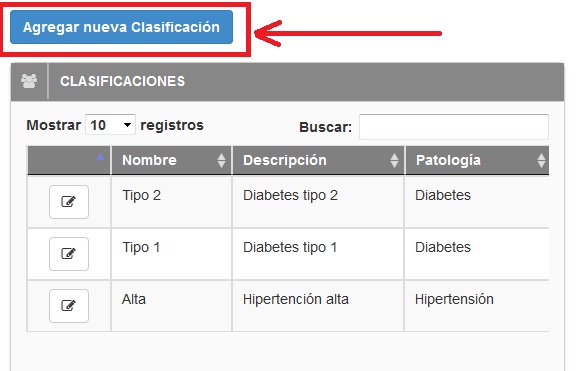 Agregar nueva Clasificación
CLASIFICACIONES
Mostrar 10 registros Buscar:
Nombre Descripción Patología
Tipo 2 Diabetes tipo 2 Diabetes
Tipo 1 Diabetes tipo 1 Diabetes
Alta Hipertención alta Hipertensión